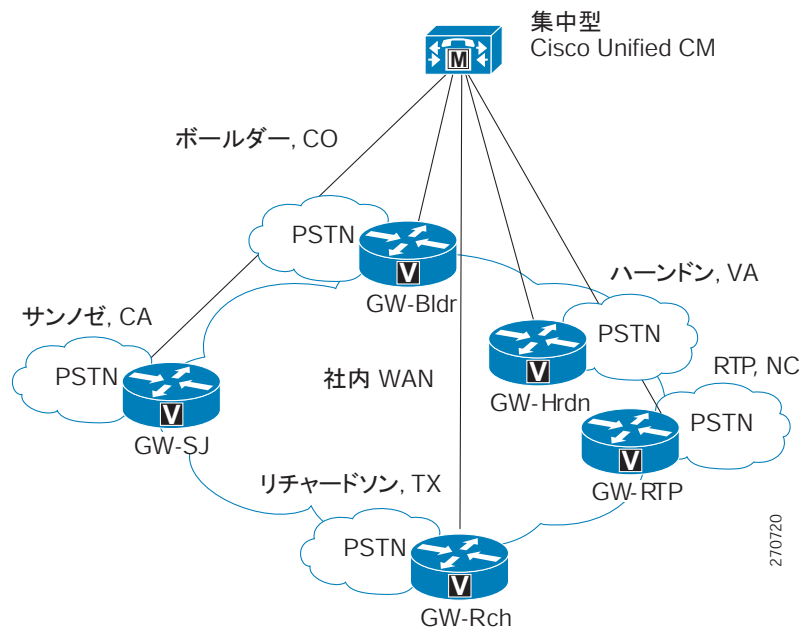 集中型
Cisco Unified CM
M
ボールダー, CO
PSTN
V
GW-Bldr
ハーンドン, VA
サンノゼ, CA
PSTN
V
GW-Hrdn
PSTN
V
GW-SJ
社内 WAN
RTP, NC
PSTN
V
GW-RTP
リチャードソン, TX
PSTN
V
GW-Rch
270720